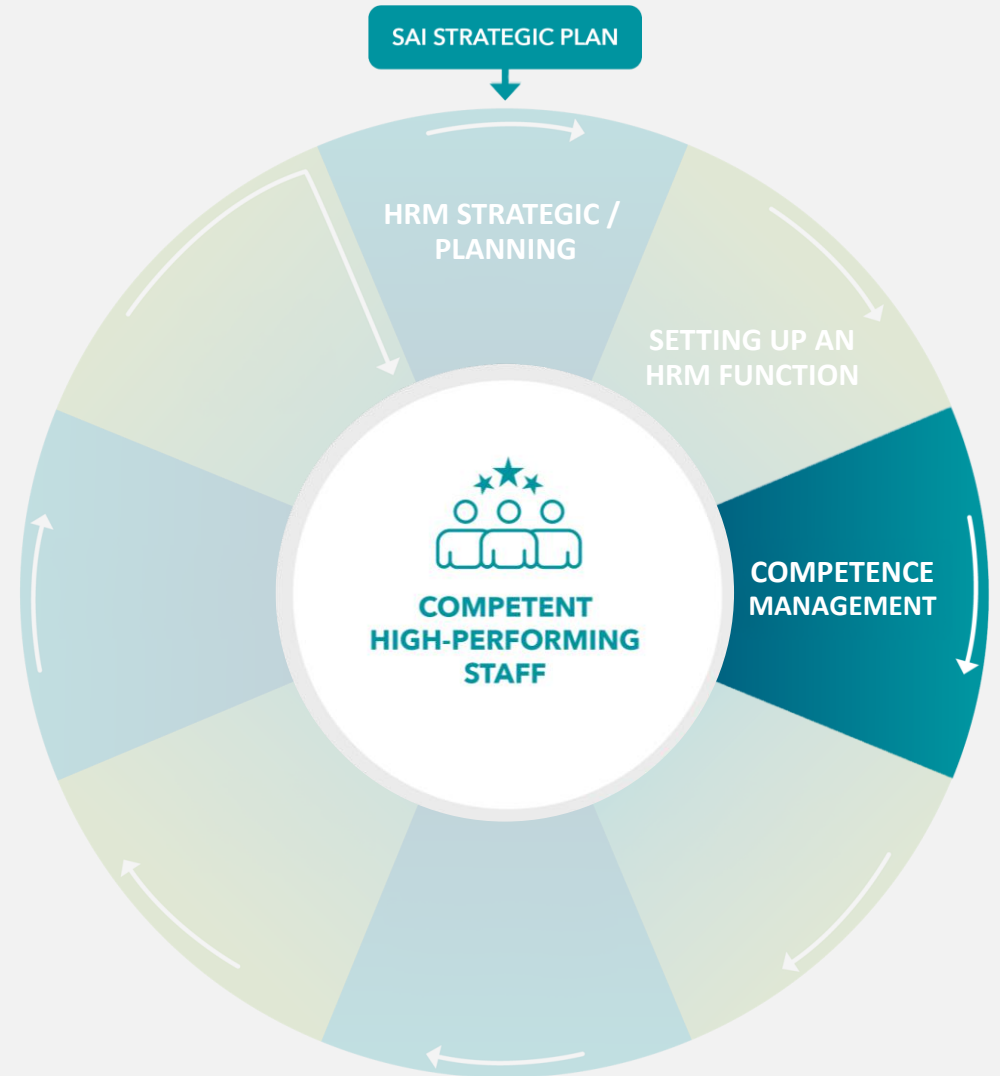 SAI STRATEGIC PLAN
HRM STRATEGIC /
PLANNING
SETTING UP AN
HRM FUNCTION
COMPETENCE
MANAGEMENT
COMPETENT
HIGH-PERFORMING
STAFF